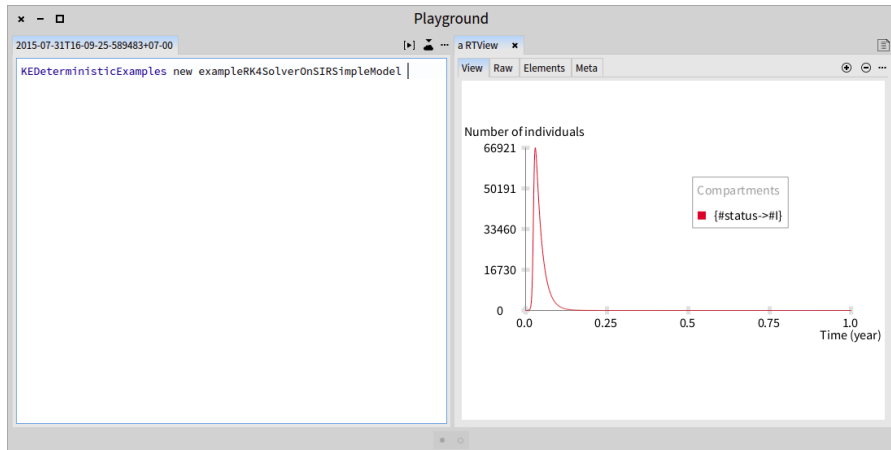 Playground
2015-07-31T16-09-25-589483+07-00
a RTView
KEDeterministicExamples new exampleRK4SolverOnSIRSimpleModel
View Raw Elements Meta
Number of individuals
66921
50191
33460
16730
0
Compartments
{#status->#I}
0.0 0.25 0.5 0.75 1.0
Time (year)